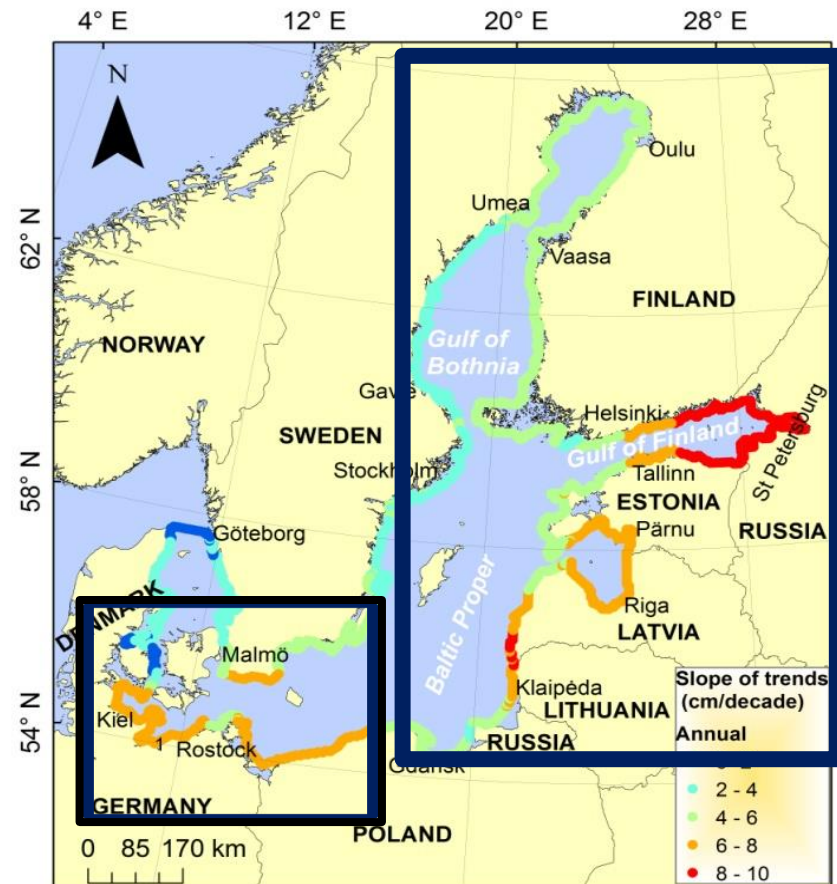 4° E
12° E
20° E
28° E
N
62° N
58° N
54° N
Oulu
Umea
Vaasa
FINLAND
NORWAY
Gulf of
Bothnia
Gavle
Helsinki
SWEDEN
Gulf of Finland
St Petersburg
Stockholm
Tallinn
ESTONIA
Göteborg
Pärnu
RUSSIA
DENMARK
Riga
Baltic Proper
LATVIA
Malmö
Klaipėda
LITHUANIA
Kiel
1
Rostock
RUSSIA
Gdansk
GERMANY
POLAND
0 85 170 km
Slope of trends
(cm/decade)
Annual
2 - 4
4 - 6
6 - 8
8 - 10